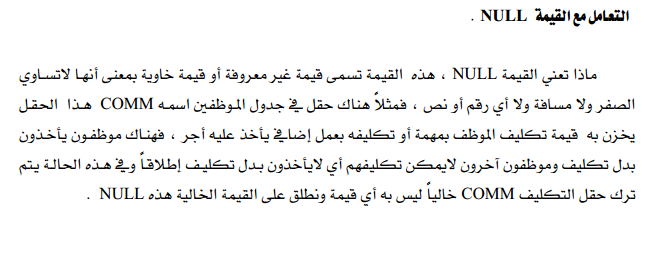 التعامل مع القيمة NULL .
ماذا تعني القيمة NULL ، هذه القيمة تسمى قيمة غير معروفة أو قيمة خاوية بمعنى أنها لاتساوي
الصفر ولا مسافة ولا أي رقم أو نص ، فمثلاً هناك حقل في جدول الموظفين اسمه COMM هذا الحقل
يخزن به قيمة تكليف الموظف بمهمة أو تكليفه بعمل إضافي يأخذ عليه أجر ، فهناك موظفون يأخذون
بدل تكليف وموظفون آخرون لايمكن تكليفهم أي لايأخذون بدل تكليف إطلاقاً وفي هذه الحالة يتم
ترك حقل التكليف COMM خالياً ليس به أي قيمة ونطلق على القيمة الخالية هذه NULL .